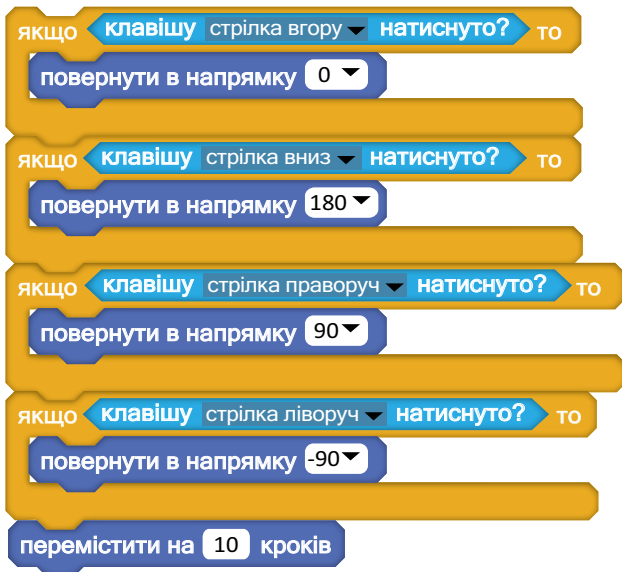 якщо клавішу стрілка вгору натиснуто? то
повернути в напрямку 0
якщо клавішу стрілка вниз натиснуто? то
повернути в напрямку 180
якщо клавішу стрілка праворуч натиснуто? то
повернути в напрямку 90
якщо клавішу стрілка ліворуч натиснуто? то
повернути в напрямку -90
перемістити на 10 кроків